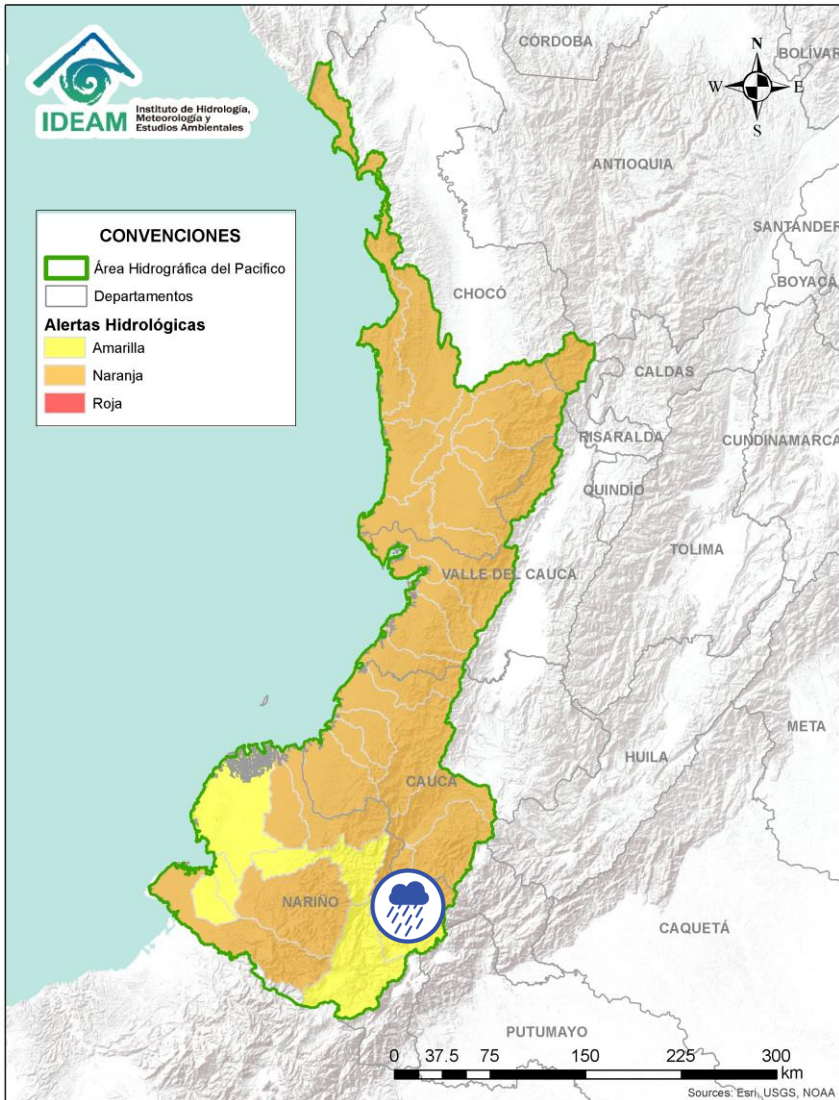 IDEAM
Instituto de Hidrología,
Meteorología y
Estudios Ambientales
CÓRDOBA
BOLÍVAR
N
W E
S
ANTIOQUIA
SANTANDER
CONVENCIONES
Área Hidrográfica del Pacifico
Departamentos
Alertas Hidrológicas
Amarilla
Naranja
Roja
BOYACÁ
CHOCÓ
CALDAS
RISARALDA
CUNDINAMARCA
QUINDÍO
TOLIMA
VALLE DEL CAUCA
META
HUILA
CAUCA
NARIÑO
CAQUETÁ
PUTUMAYO
0 37.5 75 150 225 300
km
Sources: Esri, USGS, NOAA